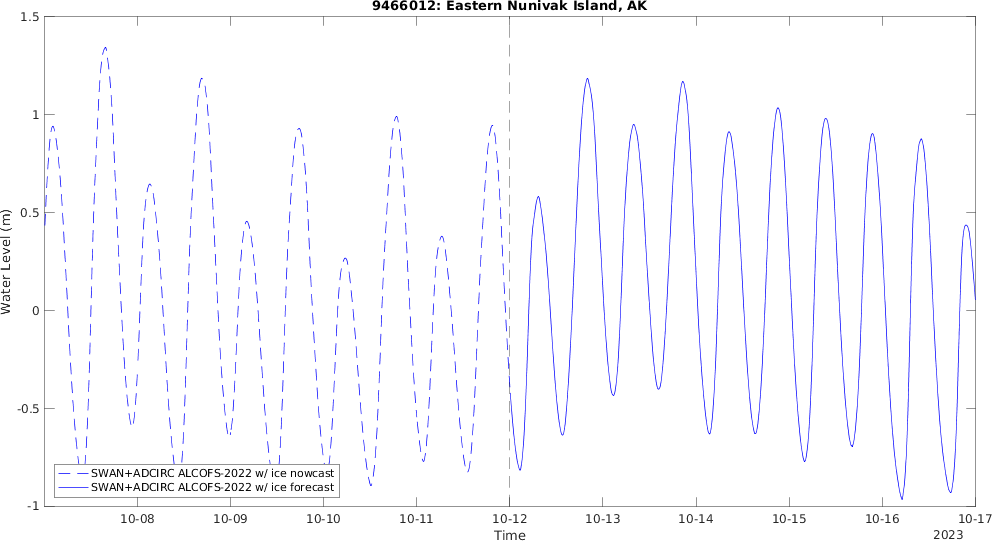 9466012: Eastern Nunivak Island, AK
1.5
1
0.5
0
-0.5
-1
Water Level (m)
SWAN+ADCIRC ALCOFS-2022 w/ ice nowcast
SWAN+ADCIRC ALCOFS-2022 w/ ice forecast
10-08 10-09 10-10 10-11 10-12 10-13 10-14 10-15 10-16 10-17
Time
2023